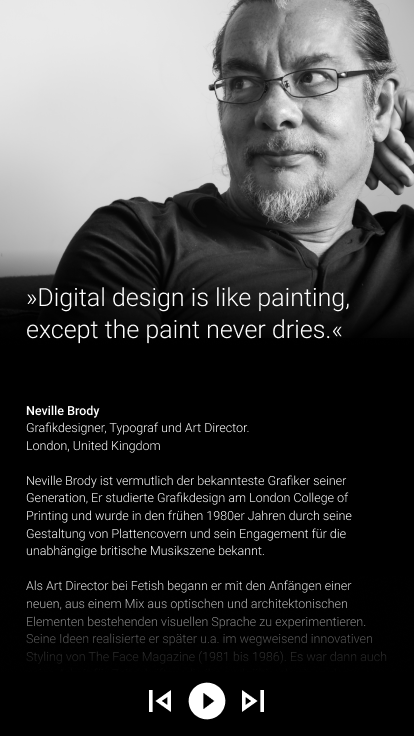 »Digital design is like painting,
except the paint never dries.«
Neville Brody
Grafikdesigner, Typograf und Art Director.
London, United Kingdom
Neville Brody ist vermutlich der bekannteste Grafiker seiner
Generation, Er studierte Grafikdesign am London College of
Printing und wurde in den frühen 1980er Jahren durch seine
Gestaltung von Plattencovern und sein Engagement für die
unabhängige britische Musikszene bekannt.
Als Art Director bei Fetish begann er mit den Anfängen einer
neuen, aus einem Mix aus optischen und architektonischen
Elementen bestehenden visuellen Sprache zu experimentieren.
Seine Ideen realisierte er später u.a. im wegweisend innovativen
Styling von The Face Magazine (1981 bis 1986). Es war dann auch